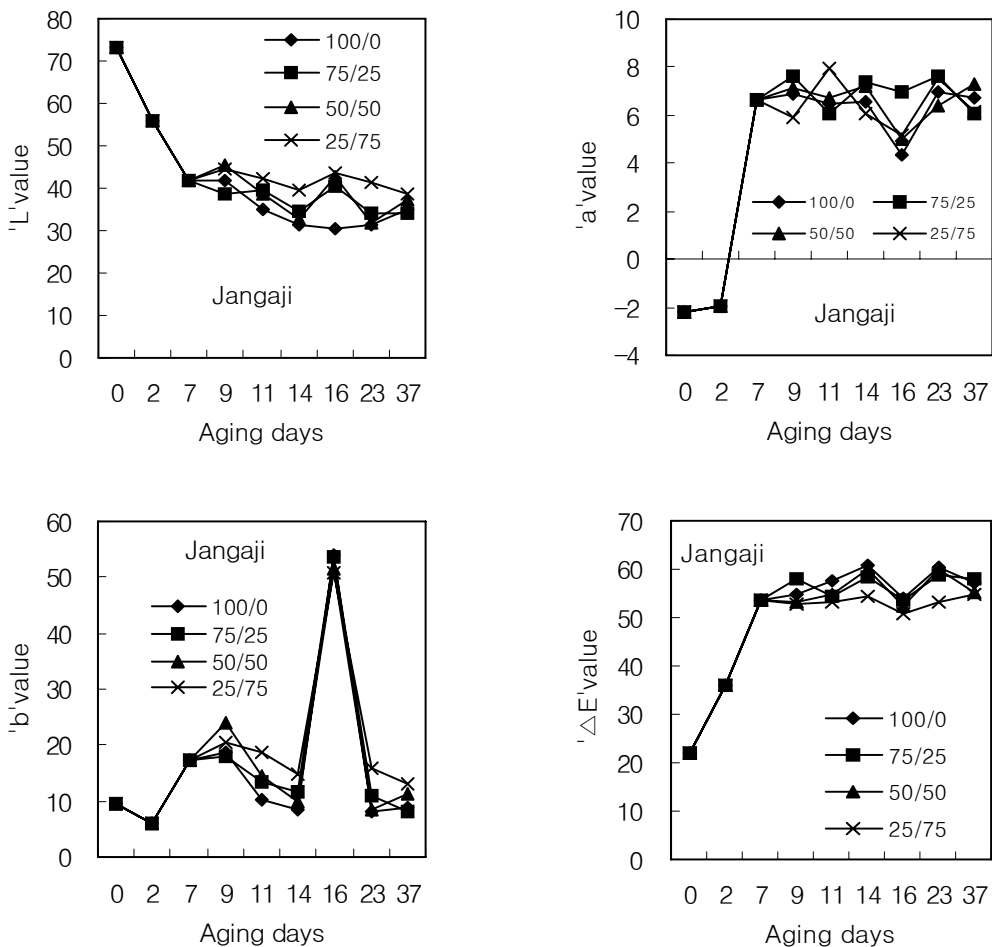 80
70
60
50
40
30
20
10
0
'L'value
100/0
75/25
50/50
25/75
Jangaji
0 2 7 9 11 14 16 23 37
Aging days
10
8
6
4
2
0
−2
−4
'a'value
100/0 75/25
50/50 25/75
Jangaji
0 2 7 9 11 14 16 23 37
Aging days
60
50
40
30
20
10
0
'b'value
Jangaji
100/0
75/25
50/50
25/75
0 2 7 9 11 14 16 23 37
Aging days
70
60
50
40
30
20
10
0
'△E'value
Jangaji
100/0
75/25
50/50
25/75
0 2 7 9 11 14 16 23 37
Aging days